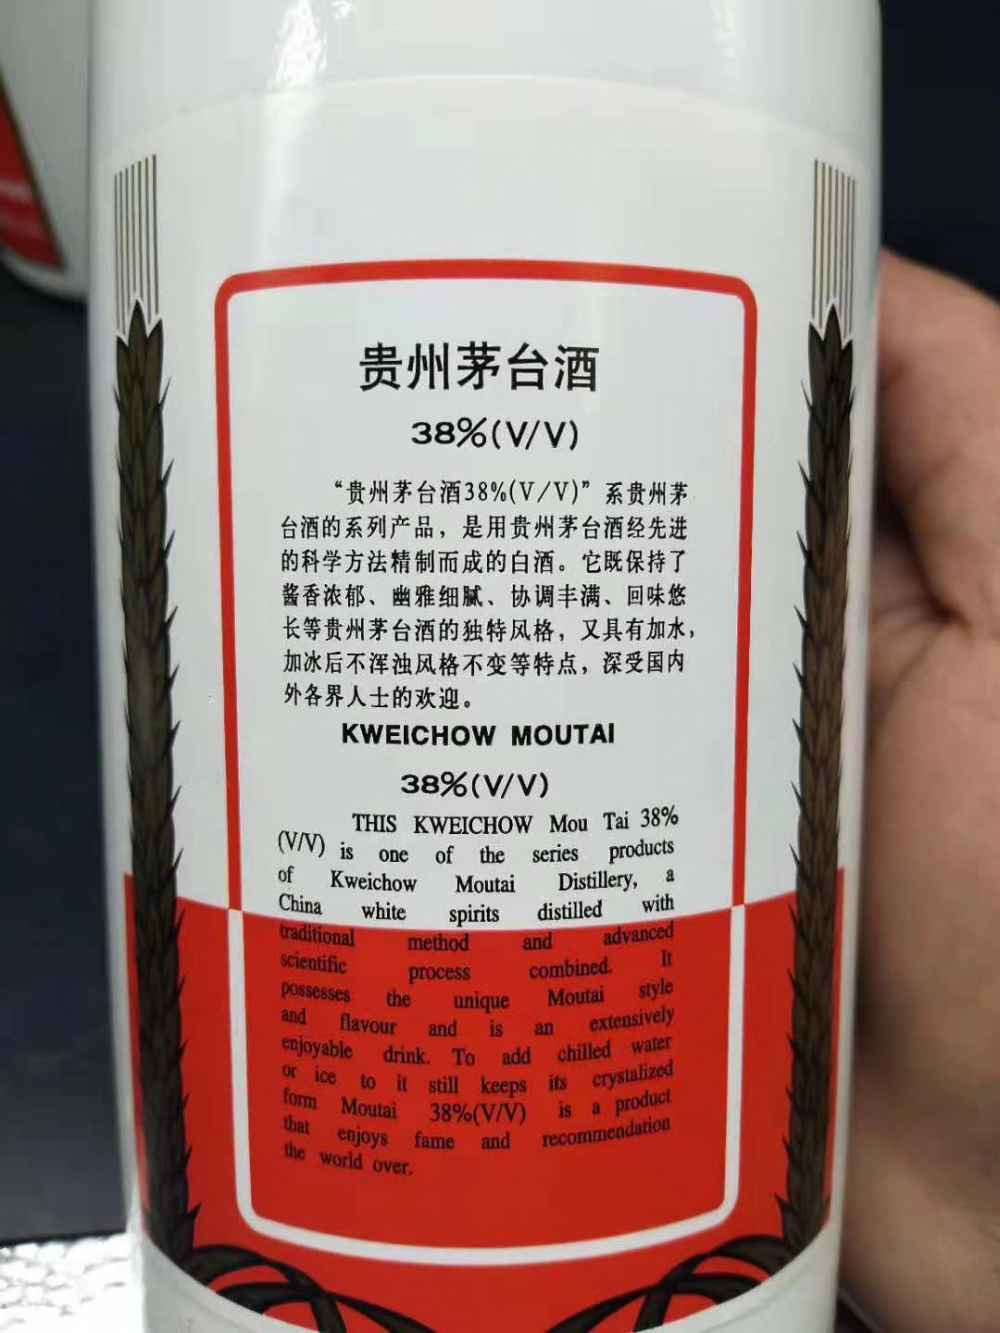 贵州茅台酒
38%(V/V)
“贵州茅台酒38%(V/V)”系贵州茅
台酒的系列产品，是用贵州茅台酒经先进
的科学方法精制而成的白酒。它既保持了
酱香浓郁、幽雅细腻、协调丰满、回味悠
长等贵州茅台酒的独特风格，又具有加水，
加冰后不浑浊风格不变等特点，深受国内
外各界人士的欢迎。
KWEICHOW MOUTAI
38%(V/V)
THIS KWEICHOW Mou Tai 38%
(V/V) is one of the series products
of Kweichow Moutai Distillery, a
China white spirits distilled with
traditional method and advanced
scientific process combined. It
possesses the unique Moutai style
and flavour and is an extensively
enjoyable drink. To add chilled water
or ice to it still keeps its crystalized
form Moutai 38%(V/V) is a product
that enjoys fame and recommendation
the world over.